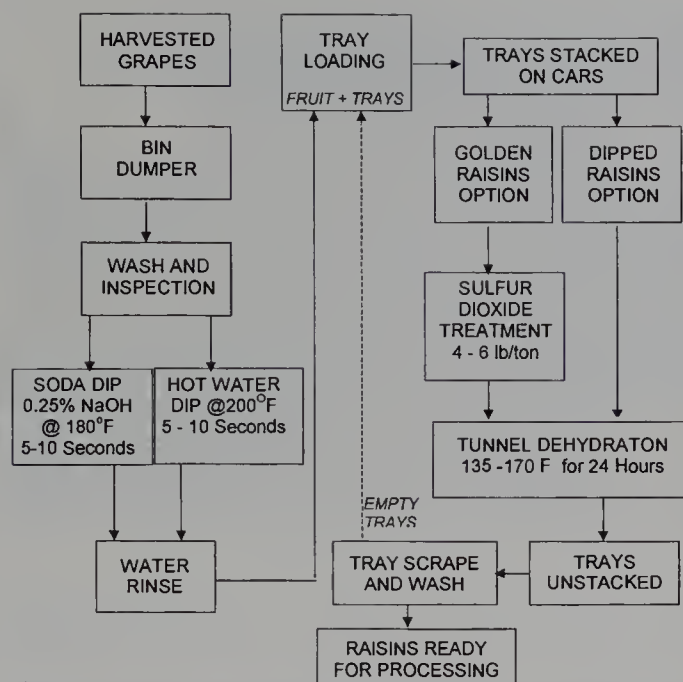 HARVESTED
GRAPES
BIN
DUMPER
WASH AND
INSPECTION
SODA DIP
0.25% NaOH
@ 180°F
5-10 Seconds
HOT WATER
DIP @200°F
5 - 10 Seconds
WATER
RINSE
TRAY
LOADING
FRUIT + TRAYS
TRAYS STACKED
ON CARS
GOLDEN
RAISINS
OPTION
DIPPED
RAISINS
OPTION
SULFUR
DIOXIDE
TREATMENT
4 - 6 lb/ton
TUNNEL DEHYDRATON
135 -170 F for 24 Hours
TRAYS
UNSTACKED
TRAY SCRAPE
AND WASH
EMPTY
TRAYS
RAISINS READY
FOR PROCESSING